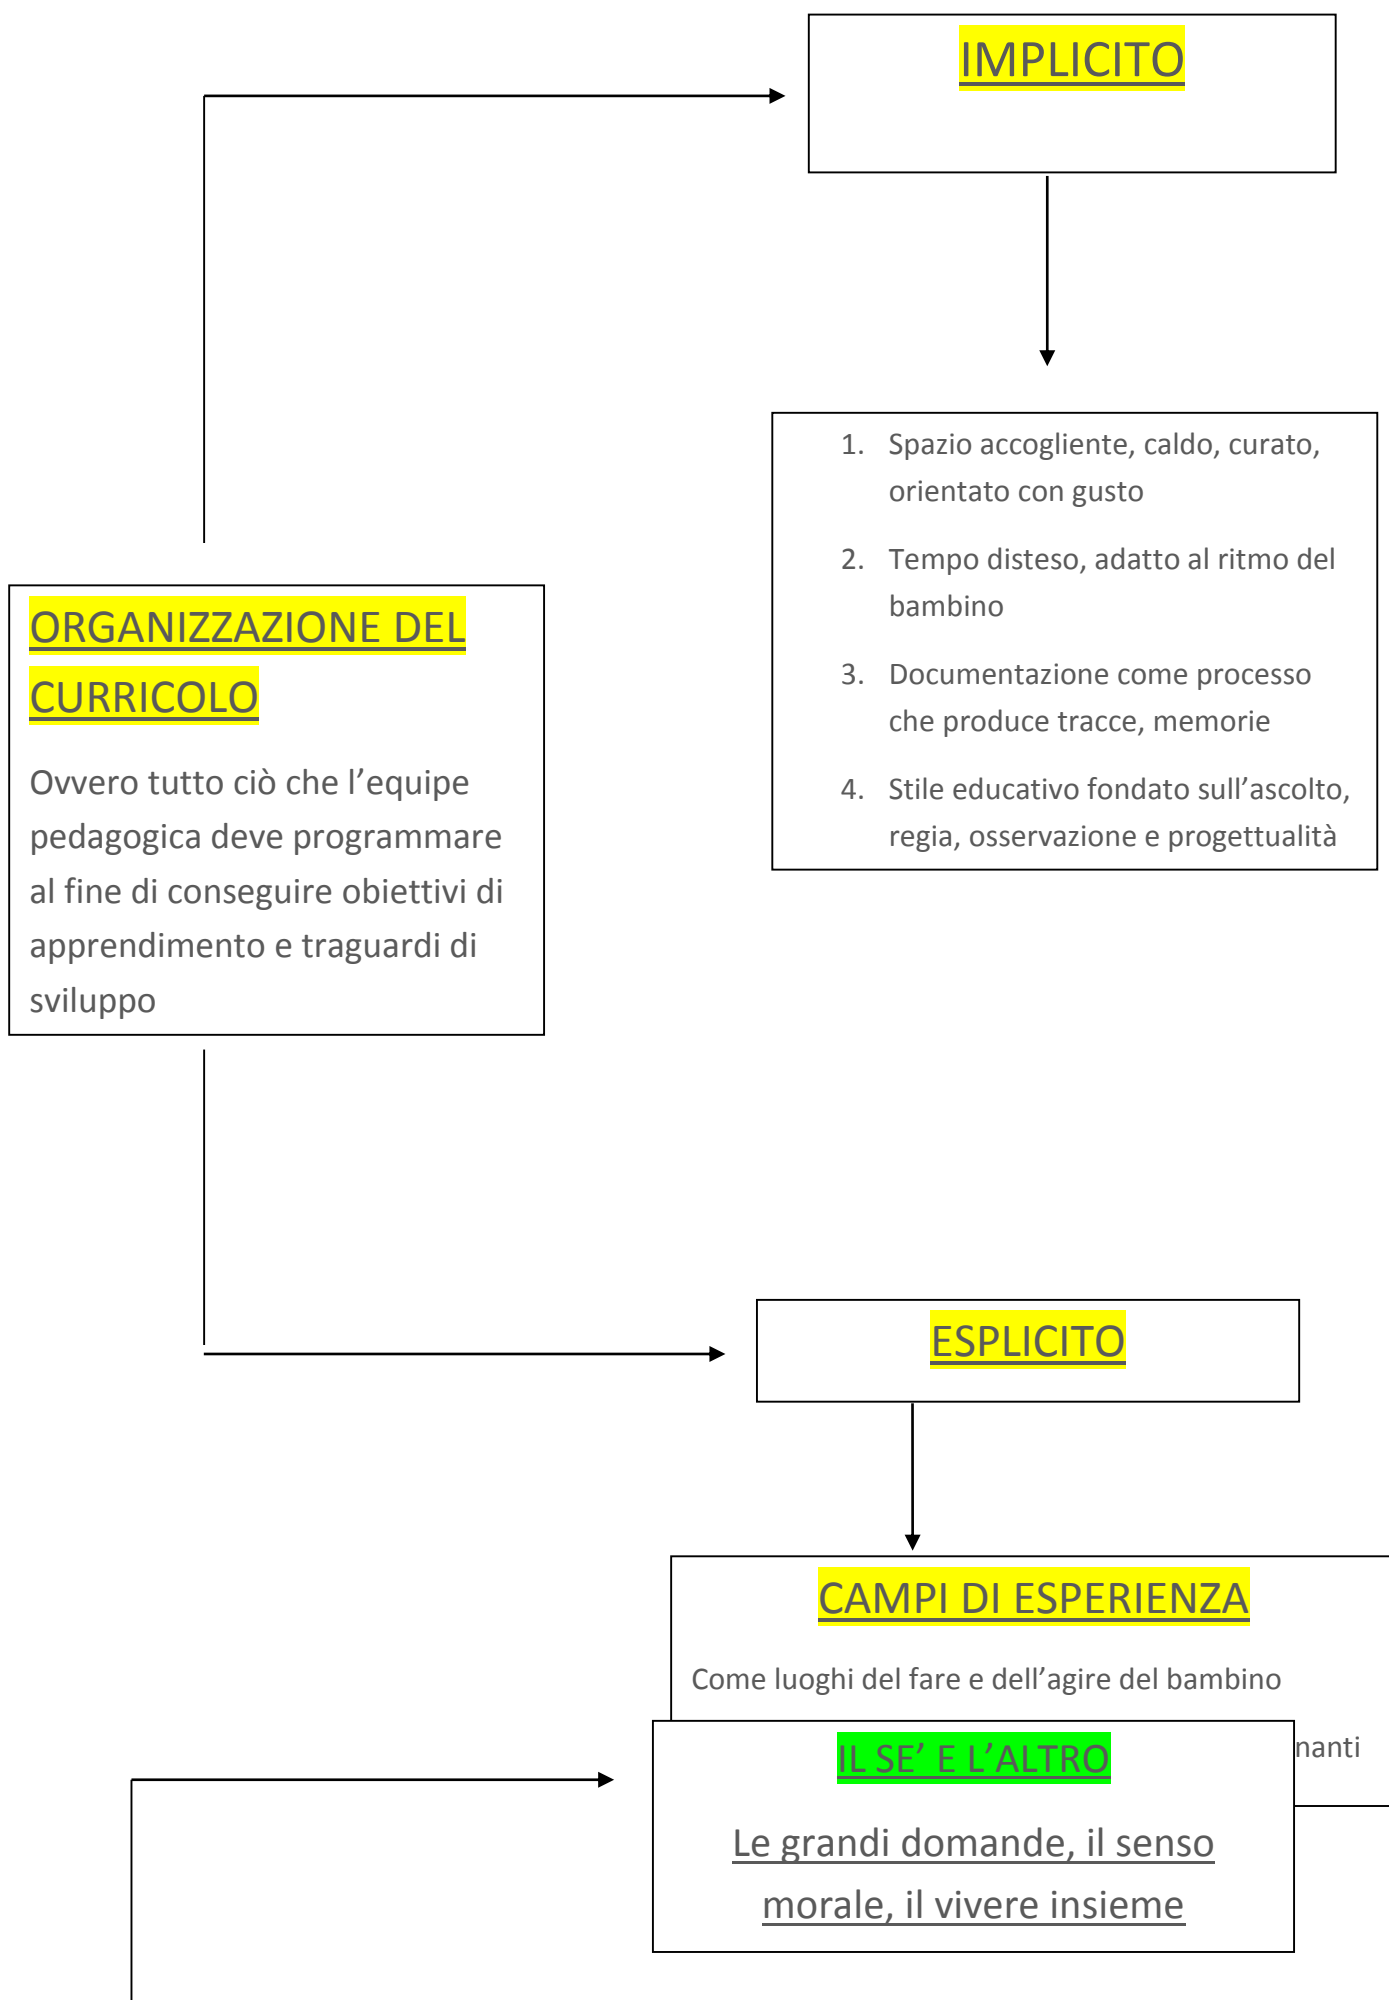 IMPLICITO
1. Spazio accogliente, caldo, curato,
orientato con gusto
2. Tempo disteso, adatto al ritmo del
bambino
3. Documentazione come processo
che produce tracce, memorie
4. Stile educativo fondato sull’ascolto,
regia, osservazione e progettualità
ORGANIZZAZIONE DEL
CURRICOLO
Ovvero tutto ciò che l’equipe
pedagogica deve programmare
al fine di conseguire obiettivi di
apprendimento e traguardi di
sviluppo
ESPLICITO
CAMPI DI ESPERIENZA
Come luoghi del fare e dell’agire del bambino
nanti
IL SE’ E L’ALTRO
Le grandi domande, il senso
morale, il vivere insieme